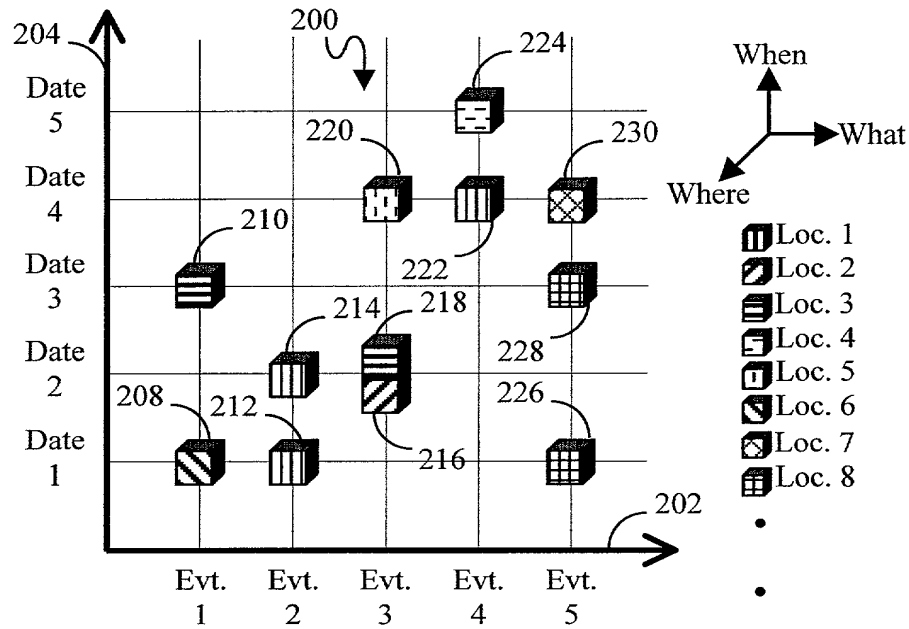 204
200
224
When
Date
5
220
230
What
Date
4
Where
210
222
Loc. 1
Date
3
Loc. 2
214
218
Loc. 3
228
Date
2
Loc. 4
208
212
226
Loc. 5
Date
1
216
Loc. 6
Loc. 7
Loc. 8
202
Evt.
1
Evt.
2
Evt.
3
Evt.
4
Evt.
5